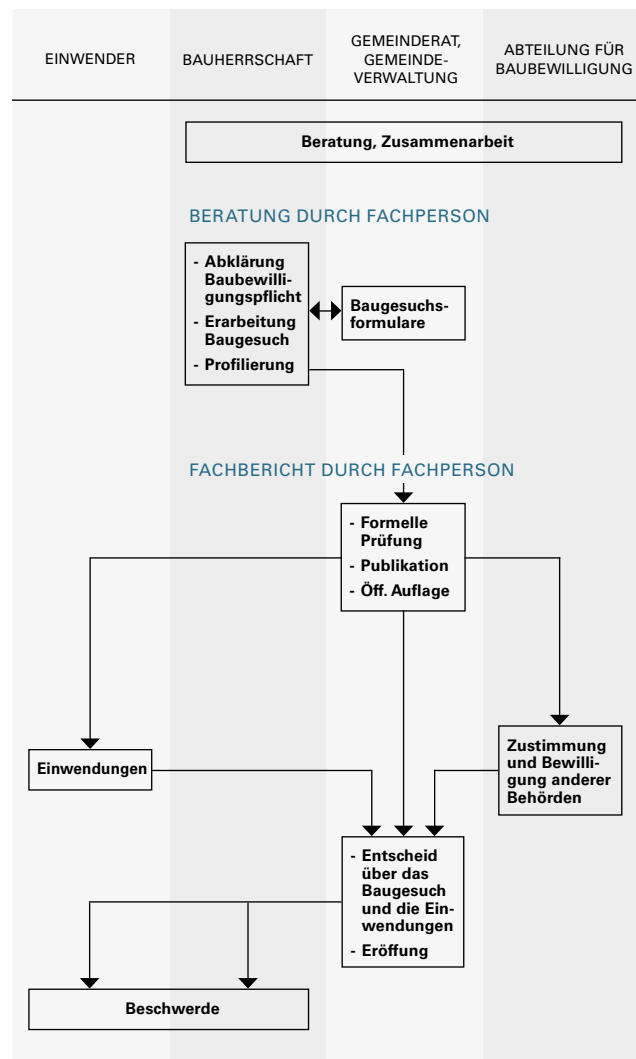 EINWENDER
BAUHERRSCHAFT
GEMEINDERAT,
GEMEINDE-
VERWALTUNG
ABTEILUNG FÜR
BAUBEWILLIGUNG
Beratung, Zusammenarbeit
BERATUNG DURCH FACHPERSON
- Abklärung
Baubewilli-
gungspflicht
- Erarbeitung
Baugesuch
- Profilierung
Baugesuchs-
formulare
FACHBERICHT DURCH FACHPERSON
- Formelle
Prüfung
- Publikation
- Öff. Auflage
Einwendungen
Zustimmung
und Bewilli-
gung anderer
Behörden
- Entscheid
über das
Baugesuch
und die Ein-
wendungen
- Eröffung
Beschwerde